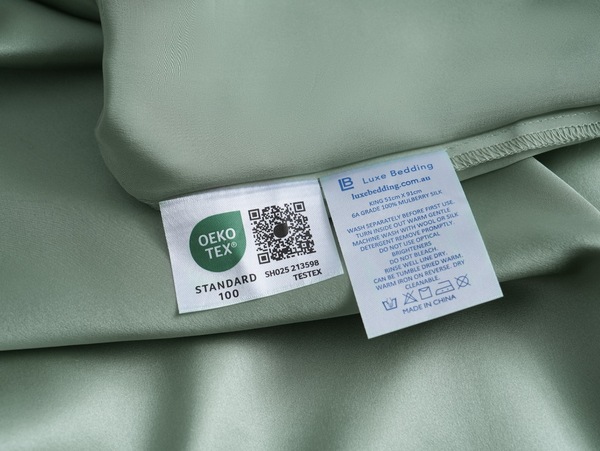 OEKO
TEX®
STANDARD
100
SH025 213598
TESTEX
LB Luxe Bedding
luxebedding.com.au
KING 51cm X 91cm
6A GRADE 100% MULBERRY SILK
WASH SEPARATELY BEFORE FIRST USE.
TURN INSIDE OUT WARM GENTLE
MACHINE WASH WITH WOOL OR SILK
DETERGENT REMOVE PROMPTLY.
DO NOT USE OPTICAL
BRIGHTENERS
DO NOT BLEACH.
RINSE WELL LINE DRY.
CAN BE TUMBLE DRIED WARM.
WARM IRON ON REVERSE. DRY
CLEANABLE.
MADE IN CHINA